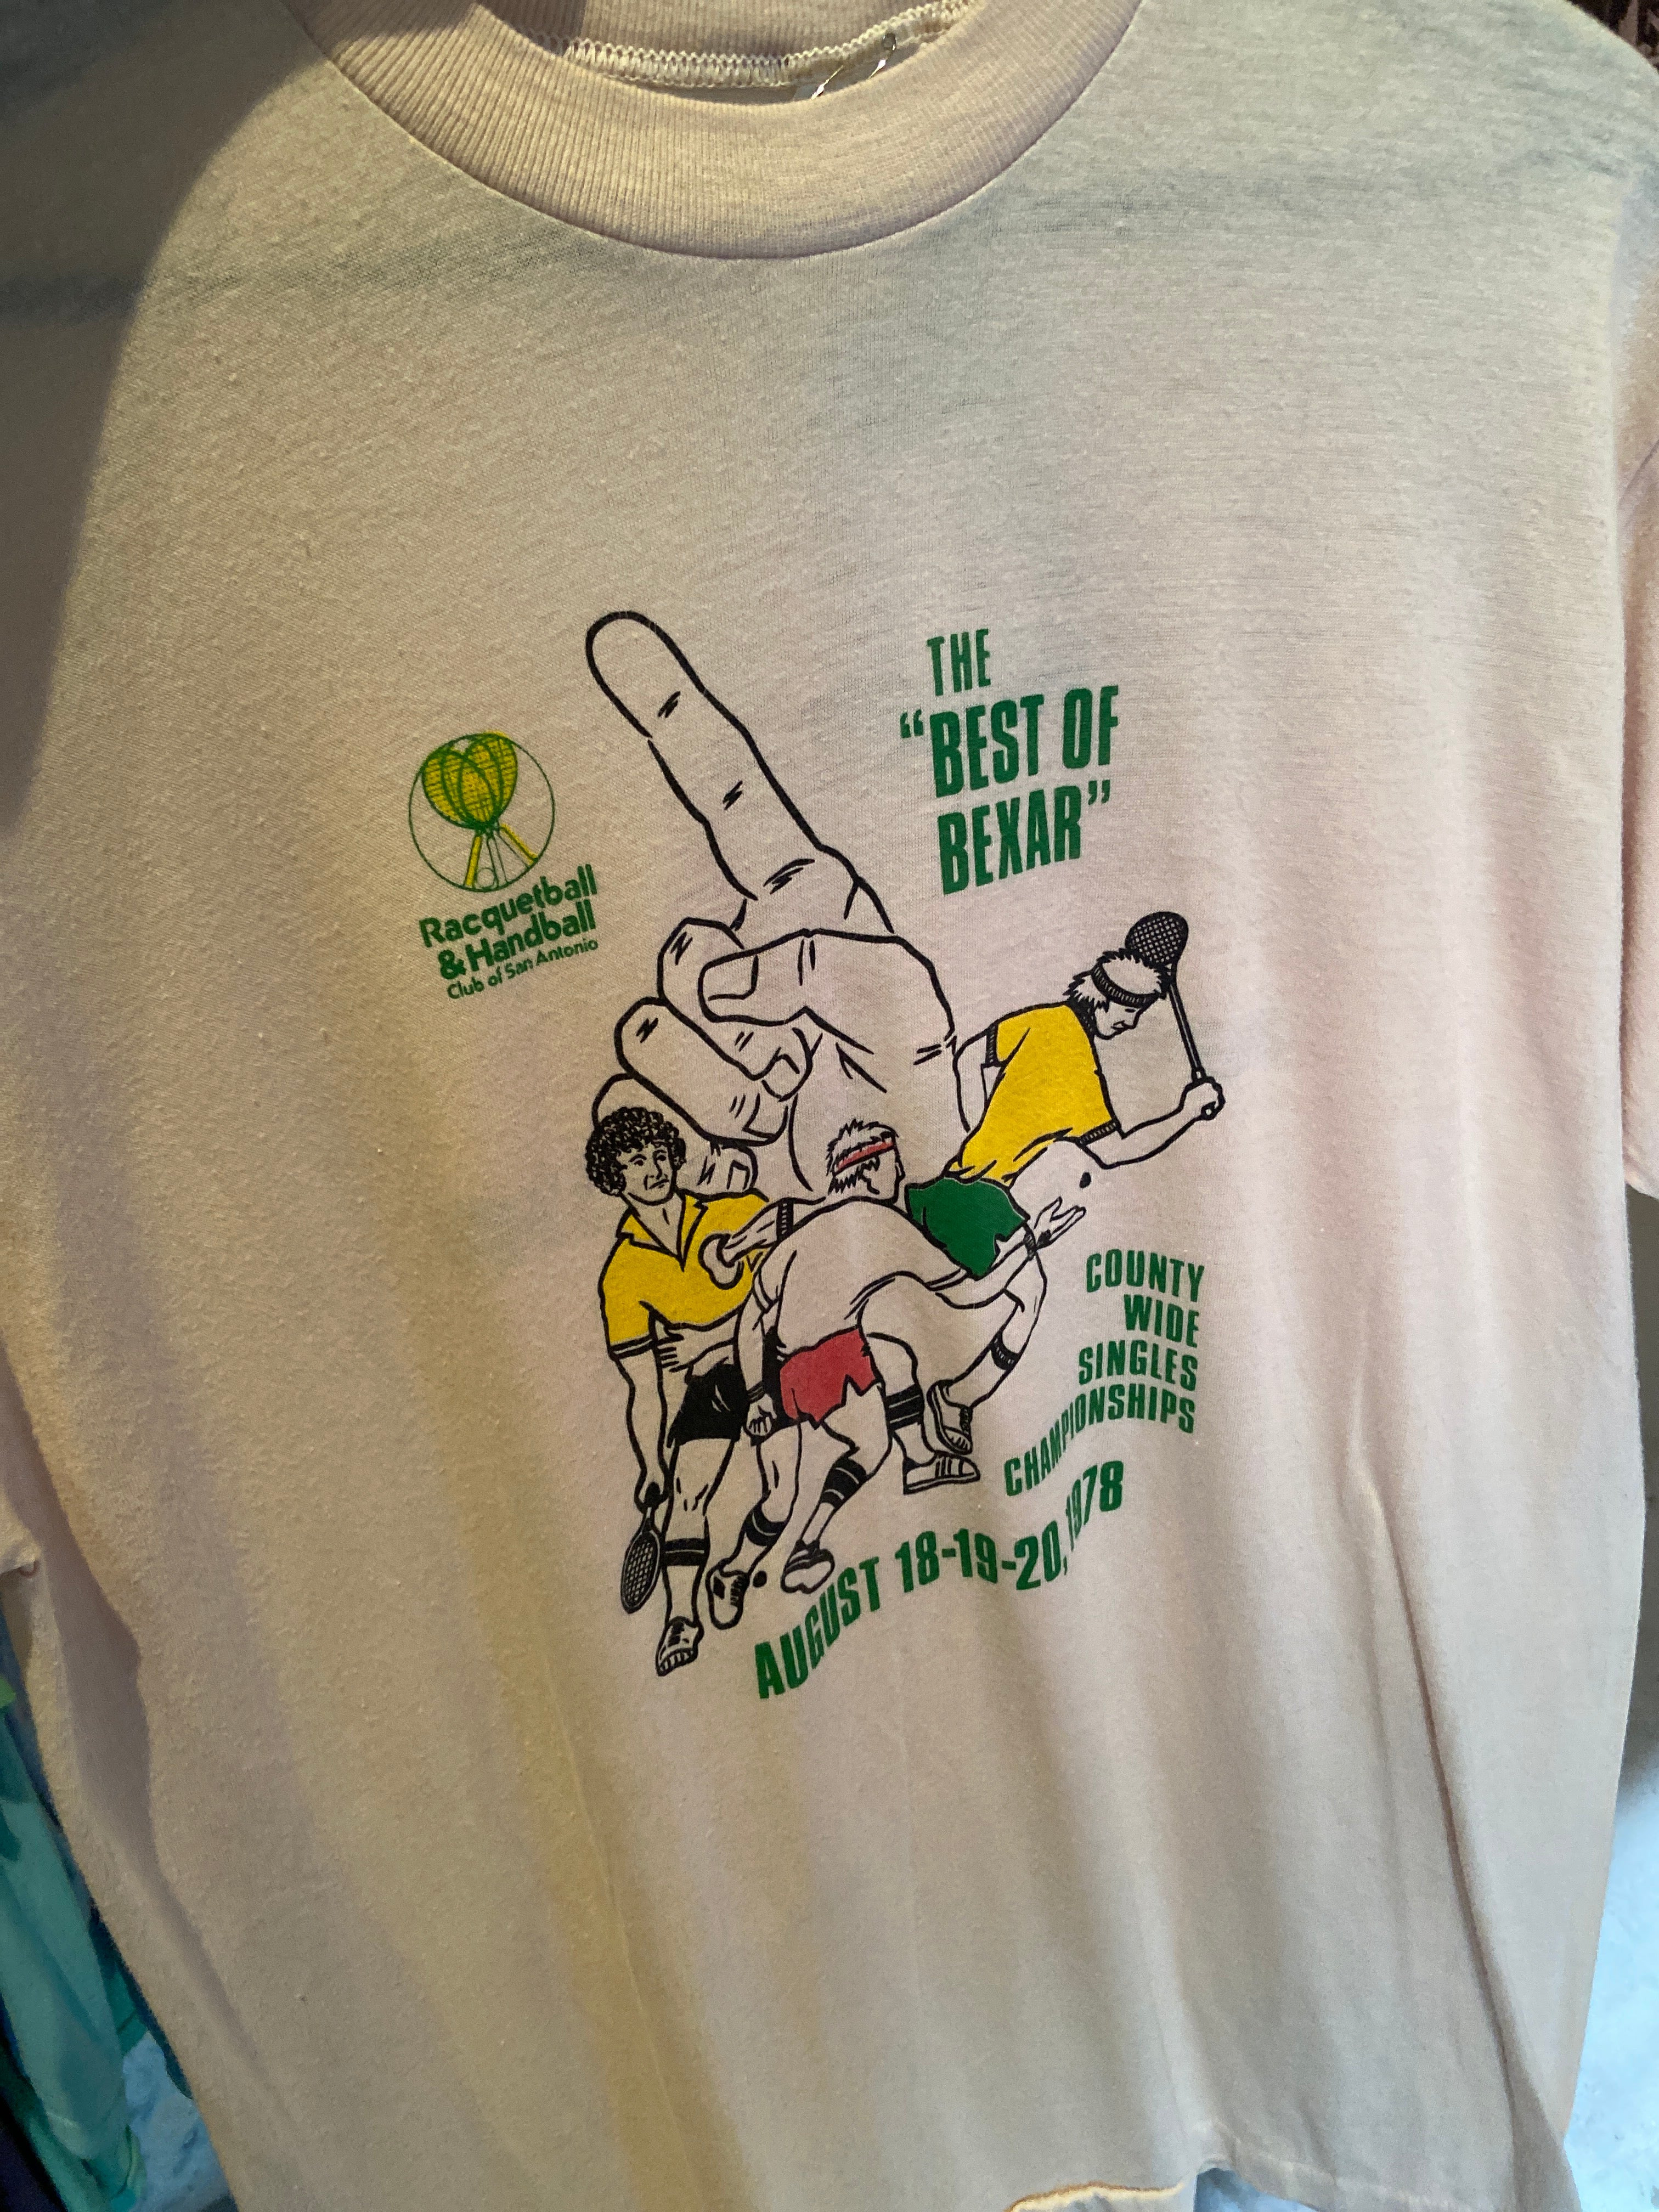 THE
"BEST OF
BEXAR"
Racquetball
& Handball
Club of San Antonio
COUNTY
WIDE
SINGLES
CHAMPIONSHIPS
AUGUST 18-19-20, 1978